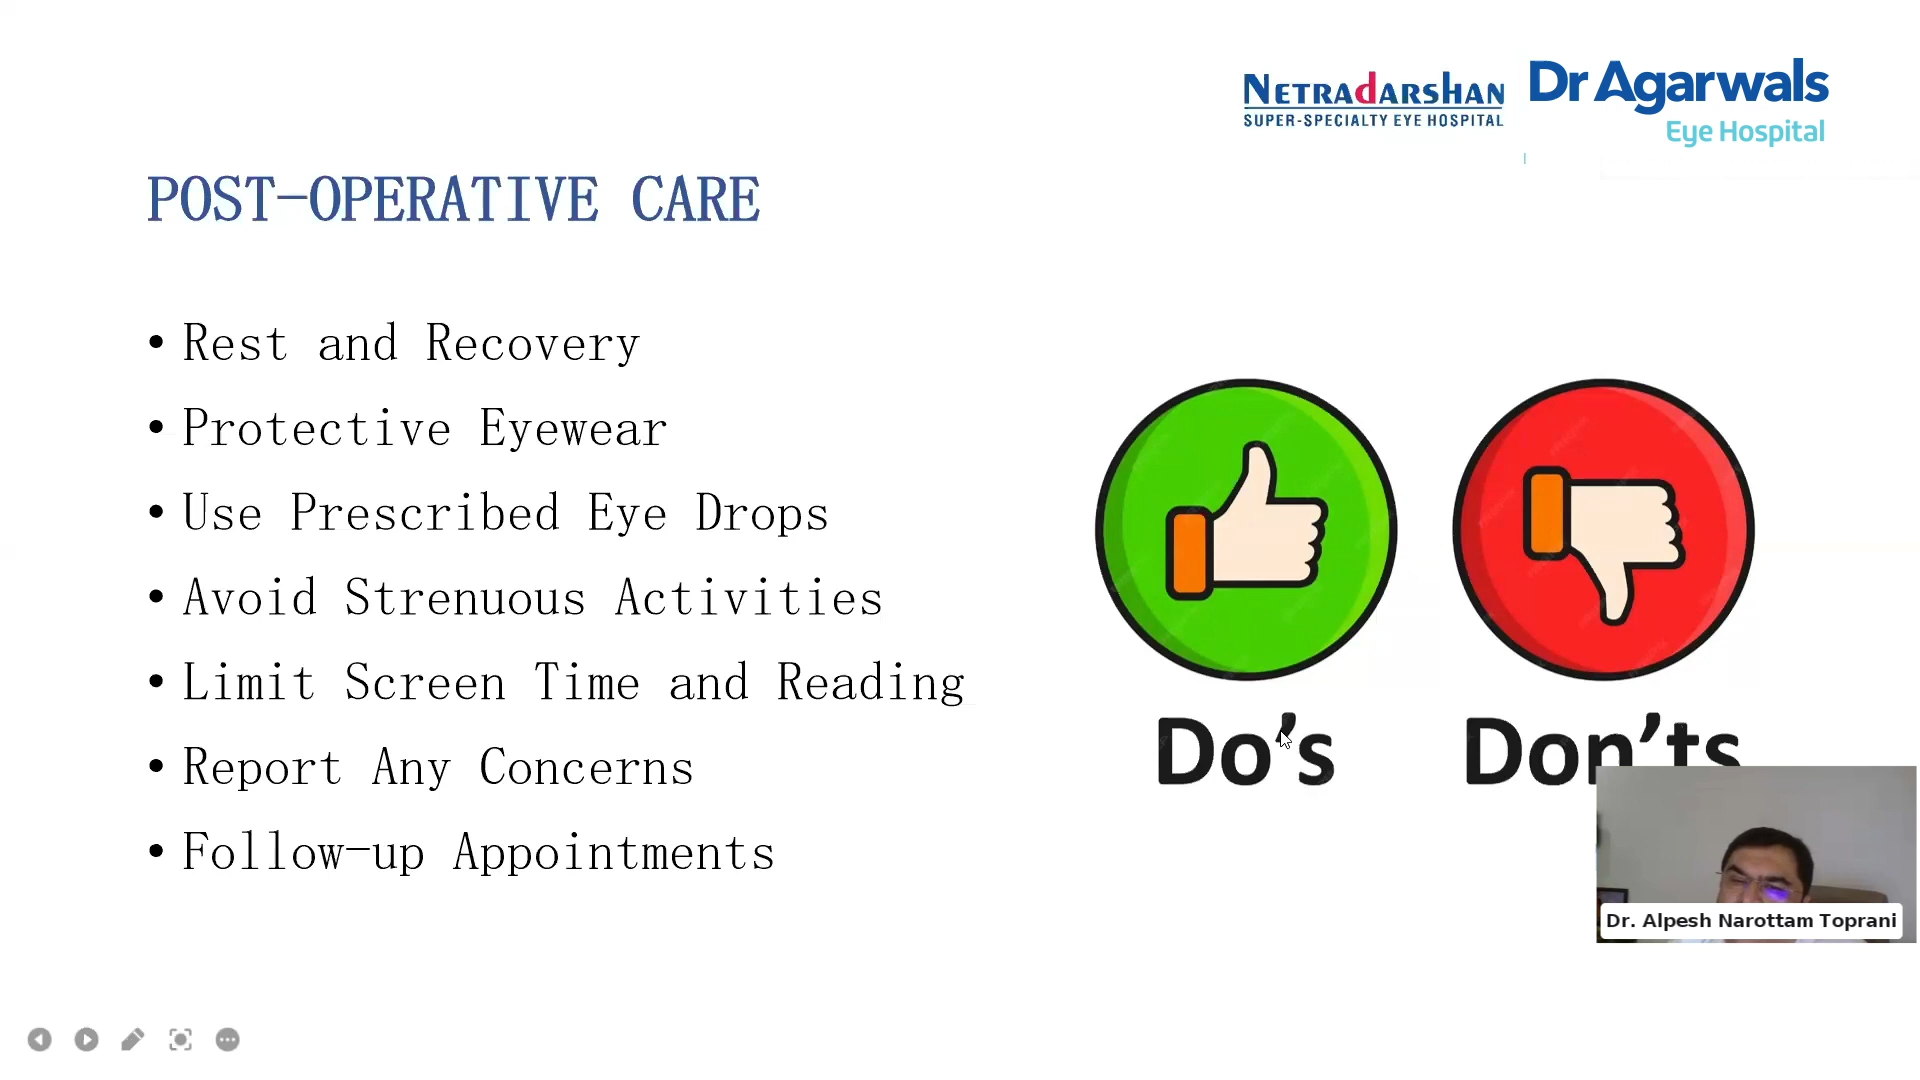 NETRADARSHAN
SUPER-SPECIALTY EYE HOSPITAL
Dr Agarwals
Eye Hospital
POST-OPERATIVE CARE
• Rest and Recovery
• Protective Eyewear
• Use Prescribed Eye Drops
• Avoid Strenuous Activities
• Limit Screen Time and Reading
• Report Any Concerns
• Follow-up Appointments
Do's
Don'ts
Dr. Alpesh Narottam Toprani